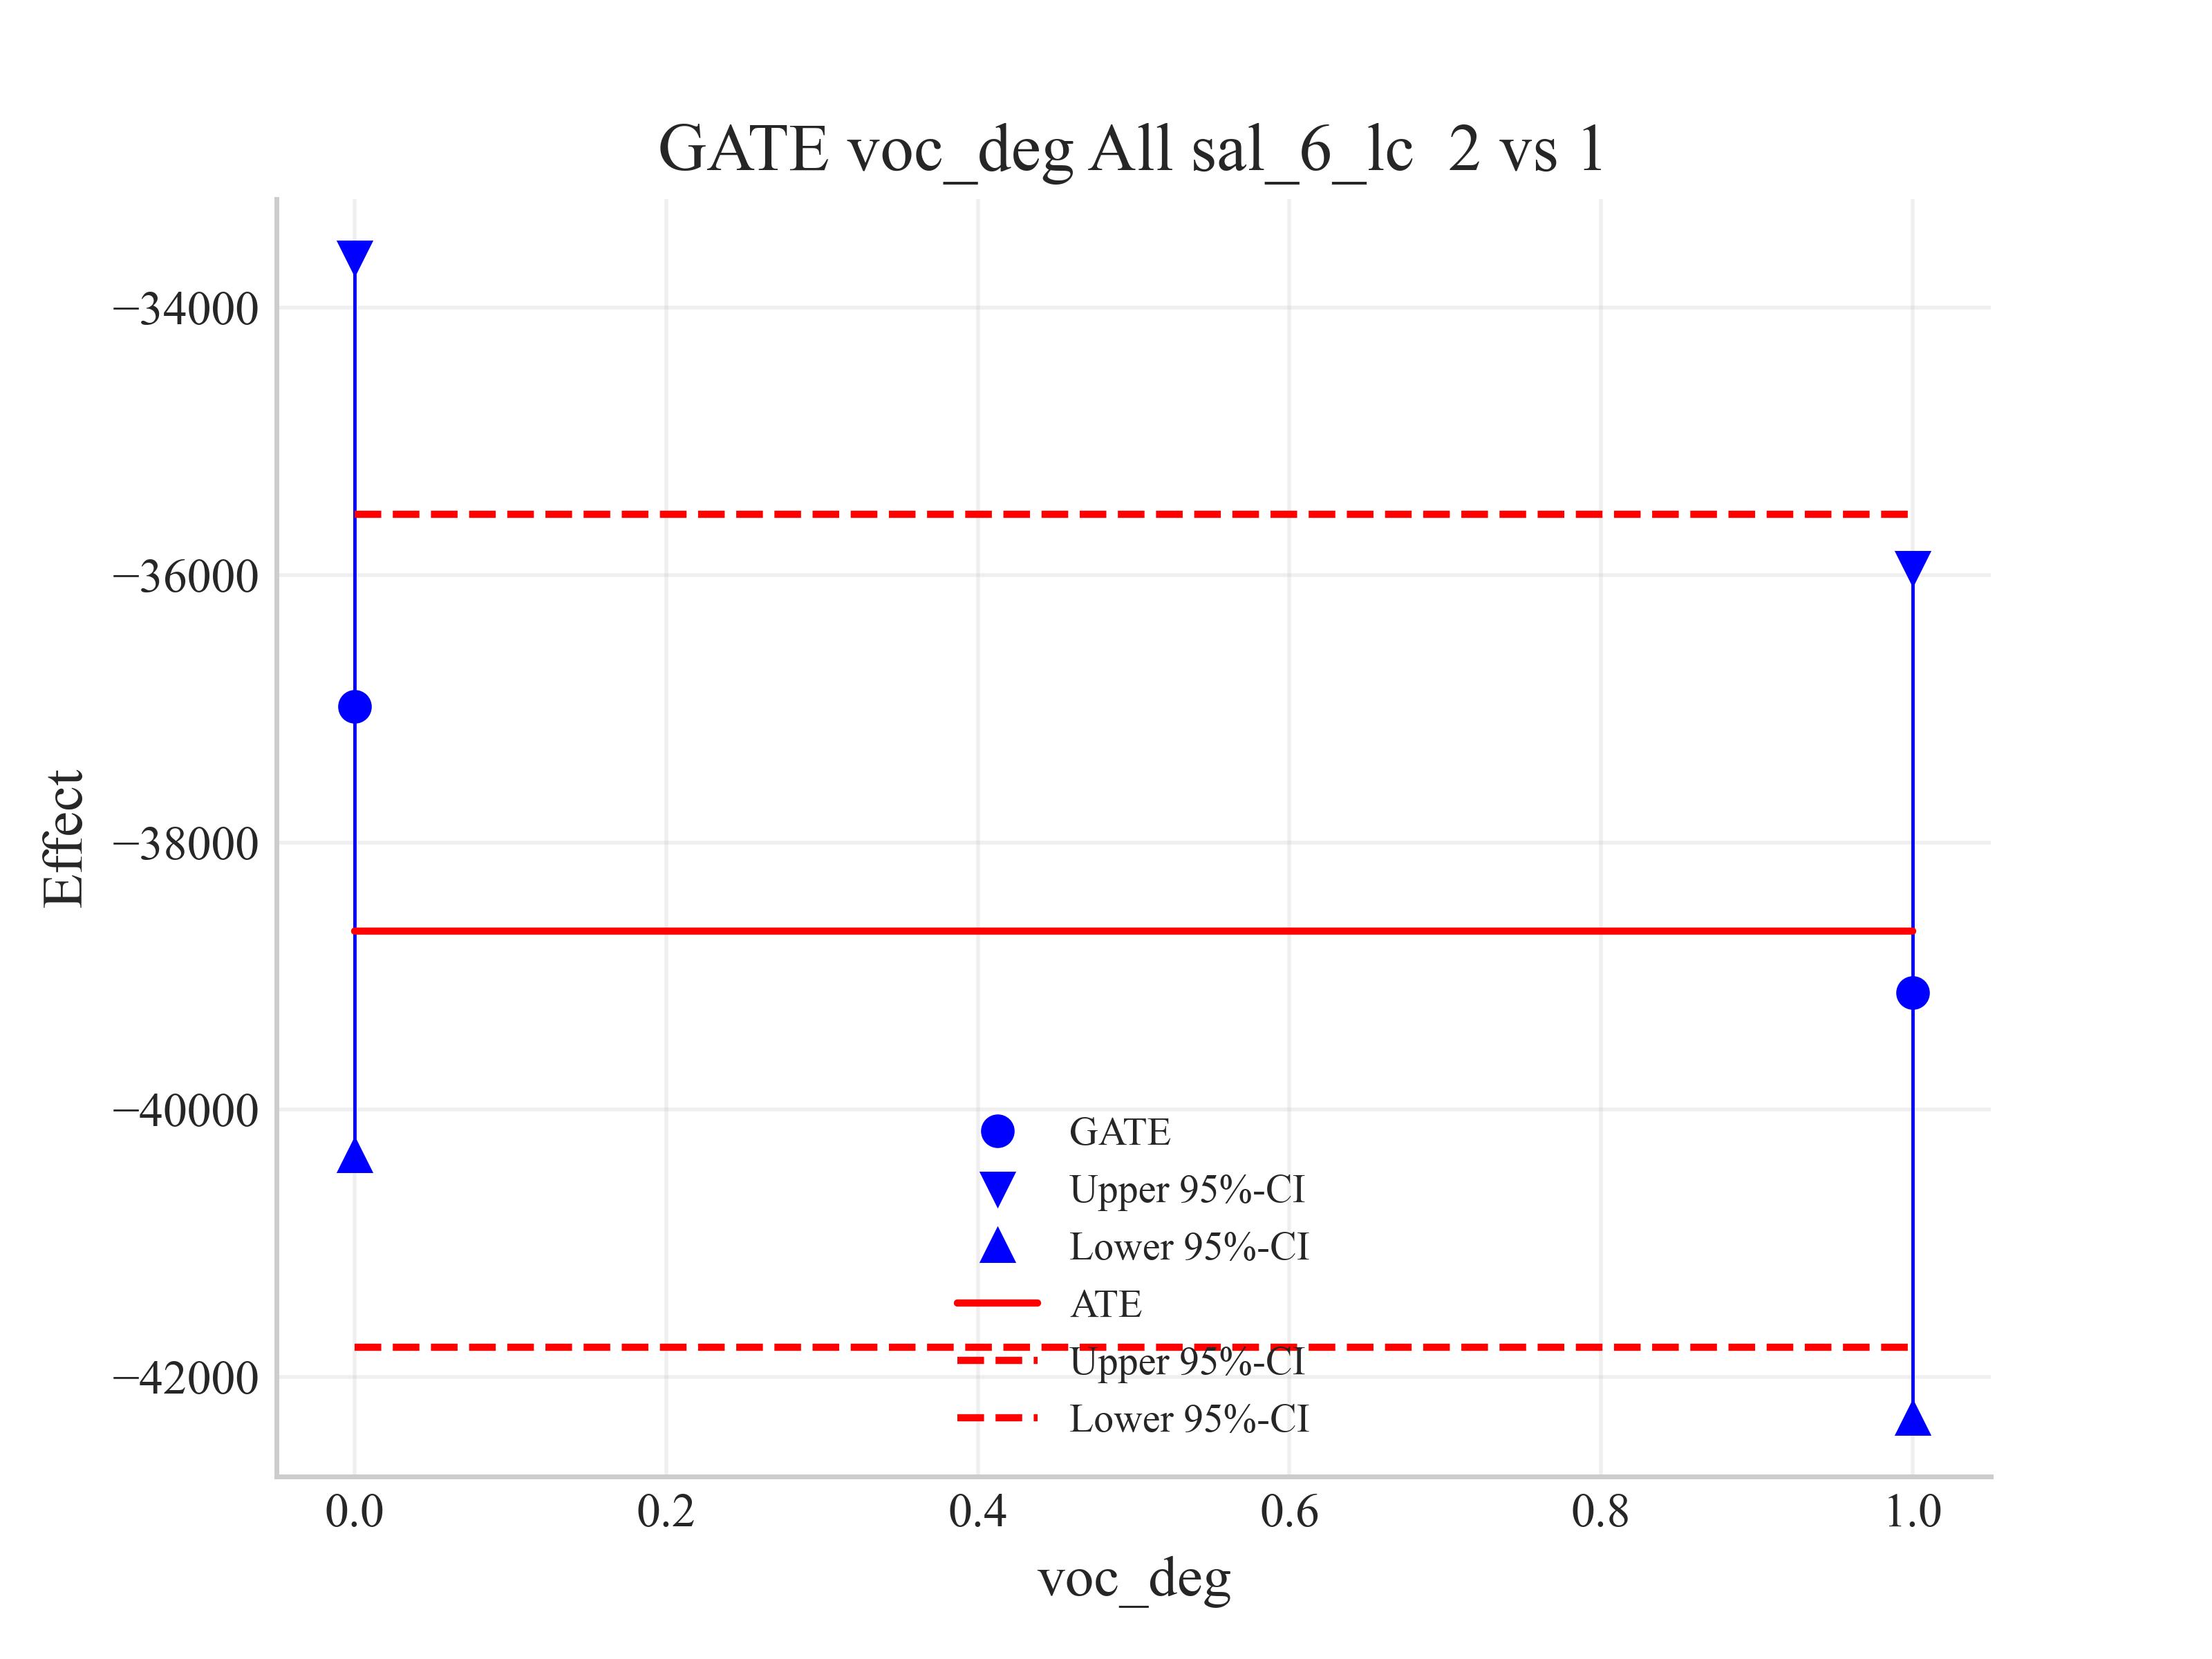 GATE voc_deg All sal_6_lc 2 vs 1
Effect
−34000
−36000
−38000
−40000
−42000
GATE
Upper 95%-CI
Lower 95%-CI
ATE
Upper 95%-CI
Lower 95%-CI
0.0 0.2 0.4 0.6 0.8 1.0
voc_deg